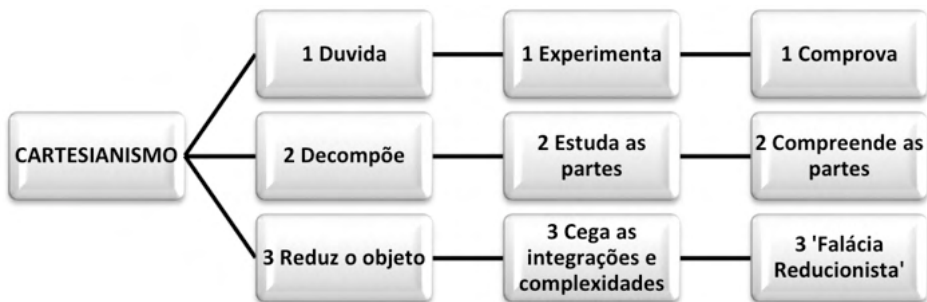 1 Duvida
1 Experimenta
1 Comprova
CARTESIANISMO
2 Decompõe
2 Estuda as
partes
2 Compreende as
partes
3 Reduz o objeto
3 Cega as
integrações e
complexidades
3 'Falácia
Reducionista'